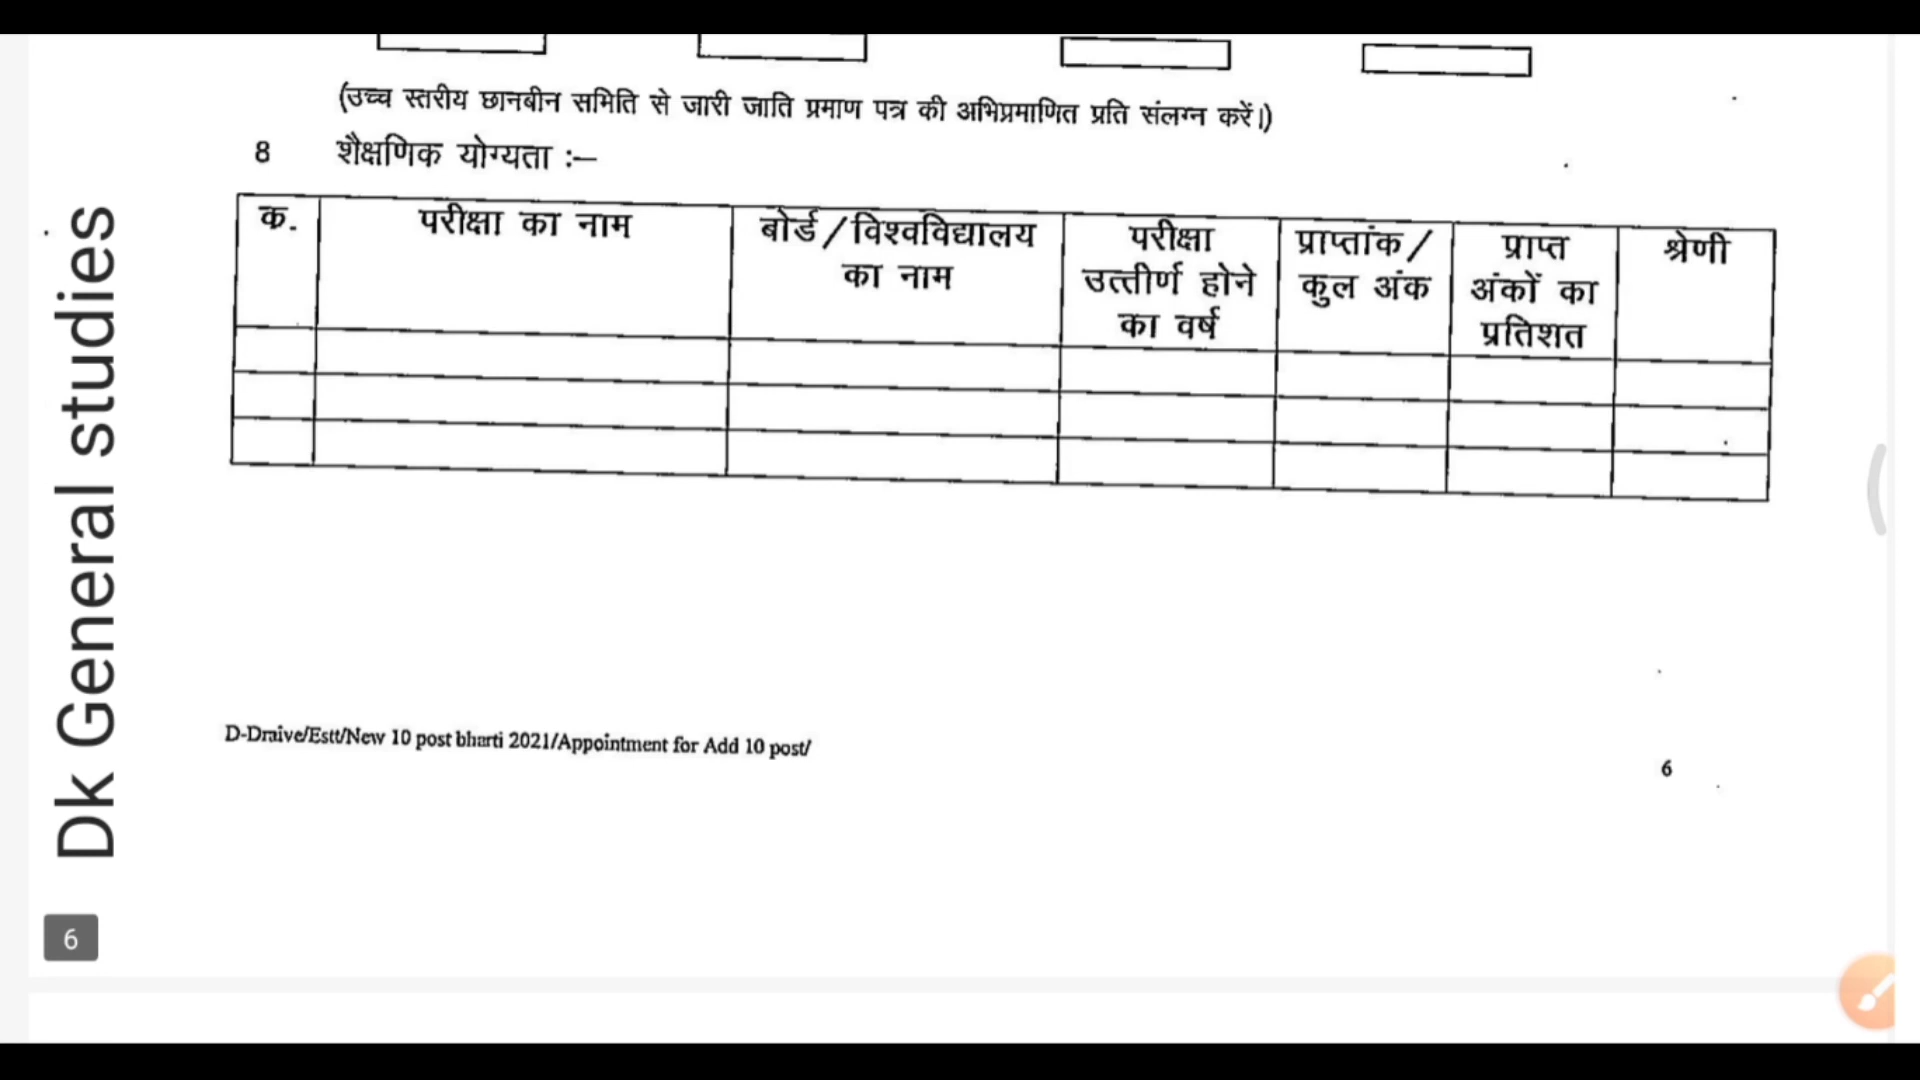 (उच्च स्तरीय छानबीन समिति से जारी जाति प्रमाण पत्र की अभिप्रमाणित प्रति संलग्न करें।)
8 शैक्षणिक योग्यता :–
क. परीक्षा का नाम बोर्ड/विश्वविद्यालय का नाम परीक्षा उत्तीर्ण होने का वर्ष प्राप्तांक/कुल अंक प्राप्त अंकों का प्रतिशत श्रेणी
D-Draive/Estt/New 10 post bharti 2021/Appointment for Add 10 post/
6
Dk General studies
6